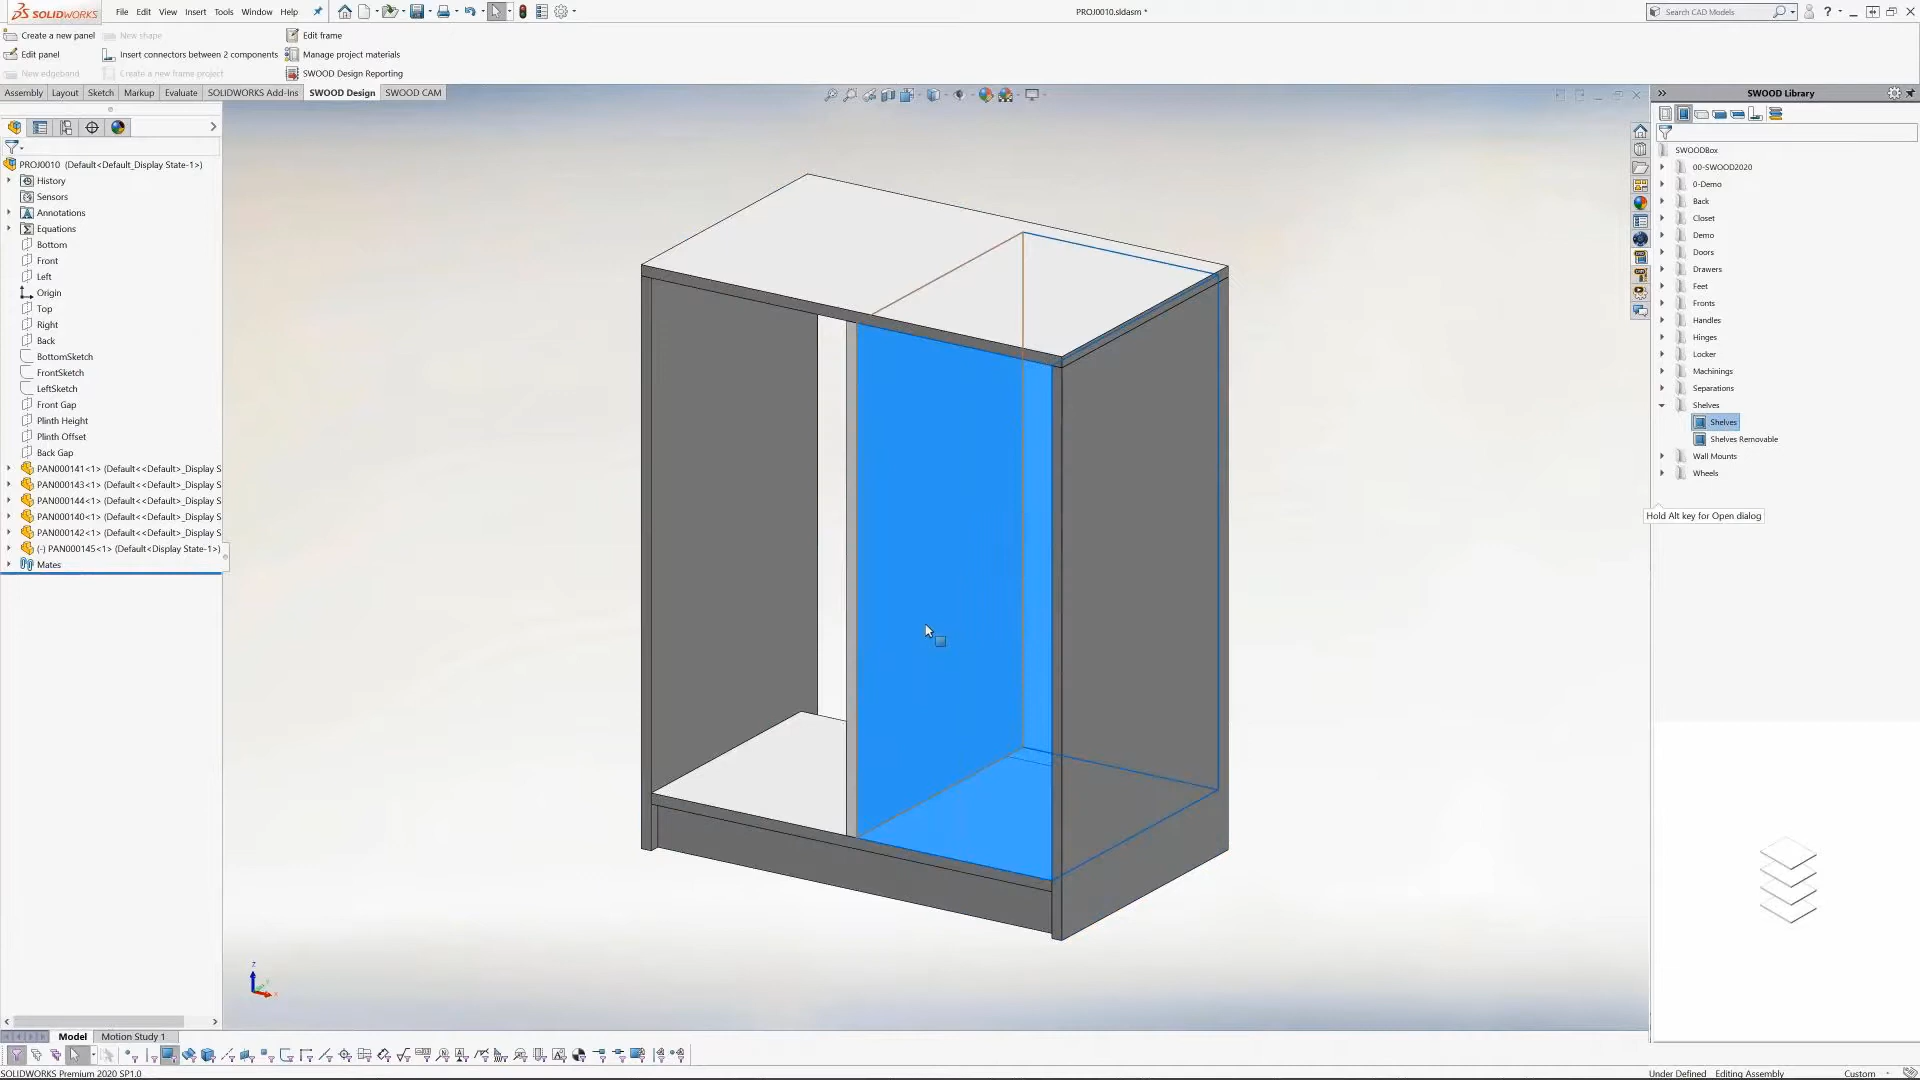 SOLIDWORKS File Edit View Insert Tools Window Help PROJ0010.sldasm * Search CAD Models ?
Create a new panel New shape Edit frame
Edit panel Insert connectors between 2 components Manage project materials
New edgeband Create a new frame project SWOOD Design Reporting
Assembly Layout Sketch Markup Evaluate SOLIDWORKS Add-Ins SWOOD Design SWOOD CAM
PROJ0010 (Default<Default_Display State-1>)
History
Sensors
Annotations
Equations
Bottom
Front
Left
Origin
Top
Right
Back
BottomSketch
FrontSketch
LeftSketch
Front Gap
Plinth Height
Plinth Offset
Back Gap
PAN000141<1> (Default<<Default>_Display S
PAN000143<1> (Default<<Default>_Display S
PAN000144<1> (Default<<Default>_Display S
PAN000140<1> (Default<<Default>_Display S
PAN000142<1> (Default<<Default>_Display S
(-) PAN000145<1> (Default<Display State-1>)
Mates
SWOOD Library
SWOODBox
00-SWOOD2020
0-Demo
Back
Closet
Demo
Doors
Drawers
Feet
Fronts
Handles
Hinges
Locker
Machinings
Separations
Shelves
Shelves
Shelves Removable
Wall Mounts
Wheels
Hold Alt key for Open dialog
Z
X
Model Motion Study 1
SOLIDWORKS Premium 2020 SP1.0 Under Defined Editing Assembly Custom